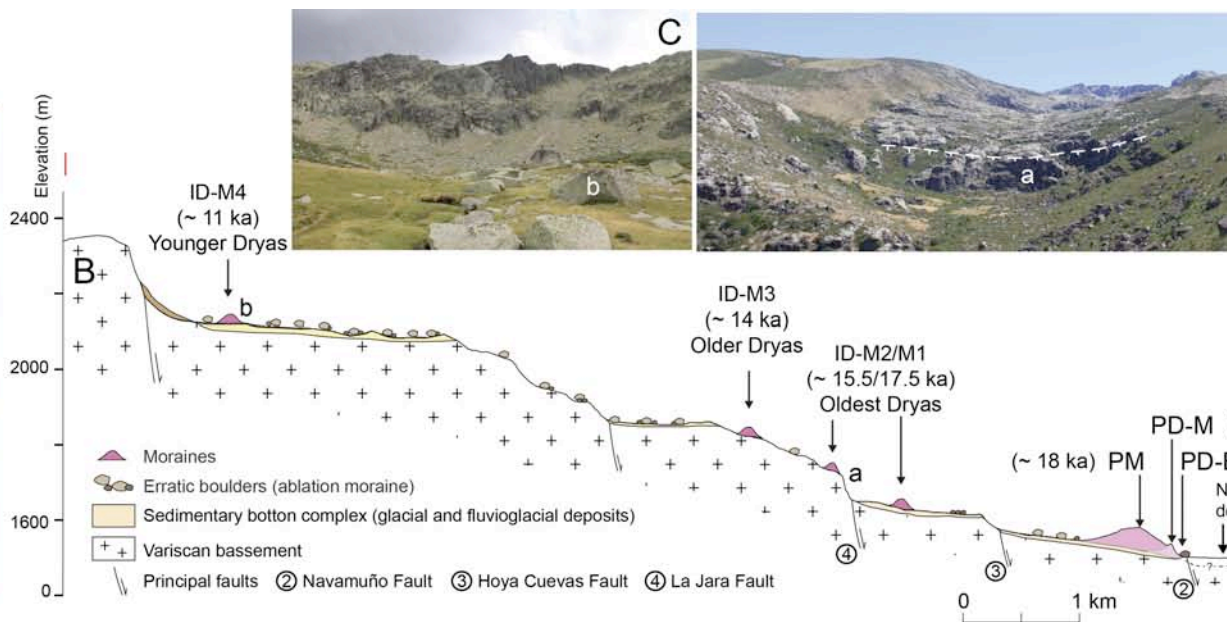 C
a
b
Elevation (m)
2400
2000
1600
0
B
ID-M4
(~ 11 ka)
Younger Dryas
b
ID-M3
(~ 14 ka)
Older Dryas
ID-M2/M1
(~ 15.5/17.5 ka)
Oldest Dryas
a
(~ 18 ka) PM
PD-M
Moraines
Erratic boulders (ablation moraine)
Sedimentary botton complex (glacial and fluvioglacial deposits)
Variscan bassement
Principal faults 2 Navamuño Fault 3 Hoya Cuevas Fault 4 La Jara Fault
4
3
2
?
0 1 km